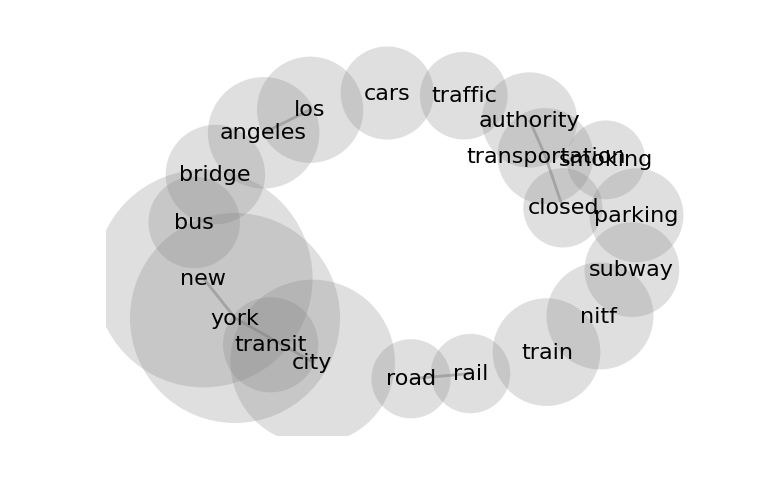 cars
traffic
los
authority
angeles
transportation
smoking
bridge
closed
parking
bus
subway
new
nitf
york
transit
train
city
rail
road